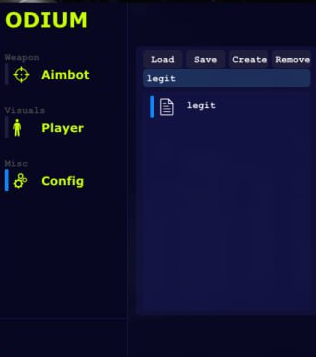 ODIUM
Weapon
Aimbot
Visuals
Player
Misc
Config
Load Save Create Remove
legit
legit